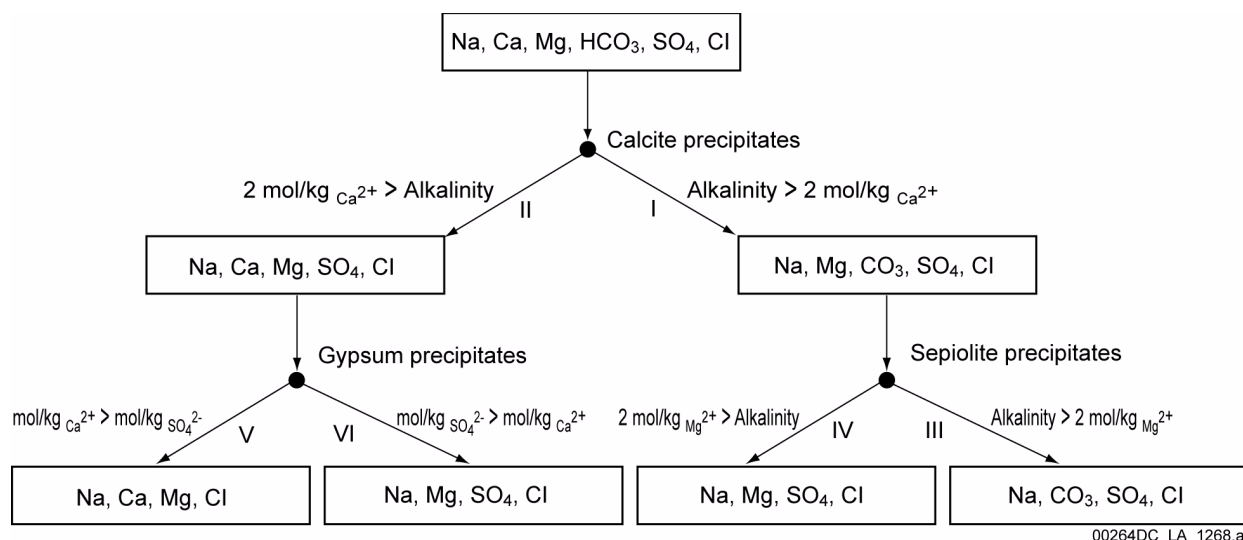 Na, Ca, Mg, HCO₃, SO₄, Cl
Calcite precipitates
2 mol/kg Ca²⁺ > Alkalinity
Alkalinity > 2 mol/kg Ca²⁺
II
I
Na, Ca, Mg, SO₄, Cl
Na, Mg, CO₃, SO₄, Cl
Gypsum precipitates
Sepiolite precipitates
mol/kg Ca²⁺ > mol/kg SO₄²⁻
mol/kg SO₄²⁻ > mol/kg Ca²⁺
2 mol/kg Mg²⁺ > Alkalinity
Alkalinity > 2 mol/kg Mg²⁺
V
VI
IV
III
Na, Ca, Mg, Cl
Na, Mg, SO₄, Cl
Na, Mg, SO₄, Cl
Na, CO₃, SO₄, Cl
00264DC_LA_1268.a